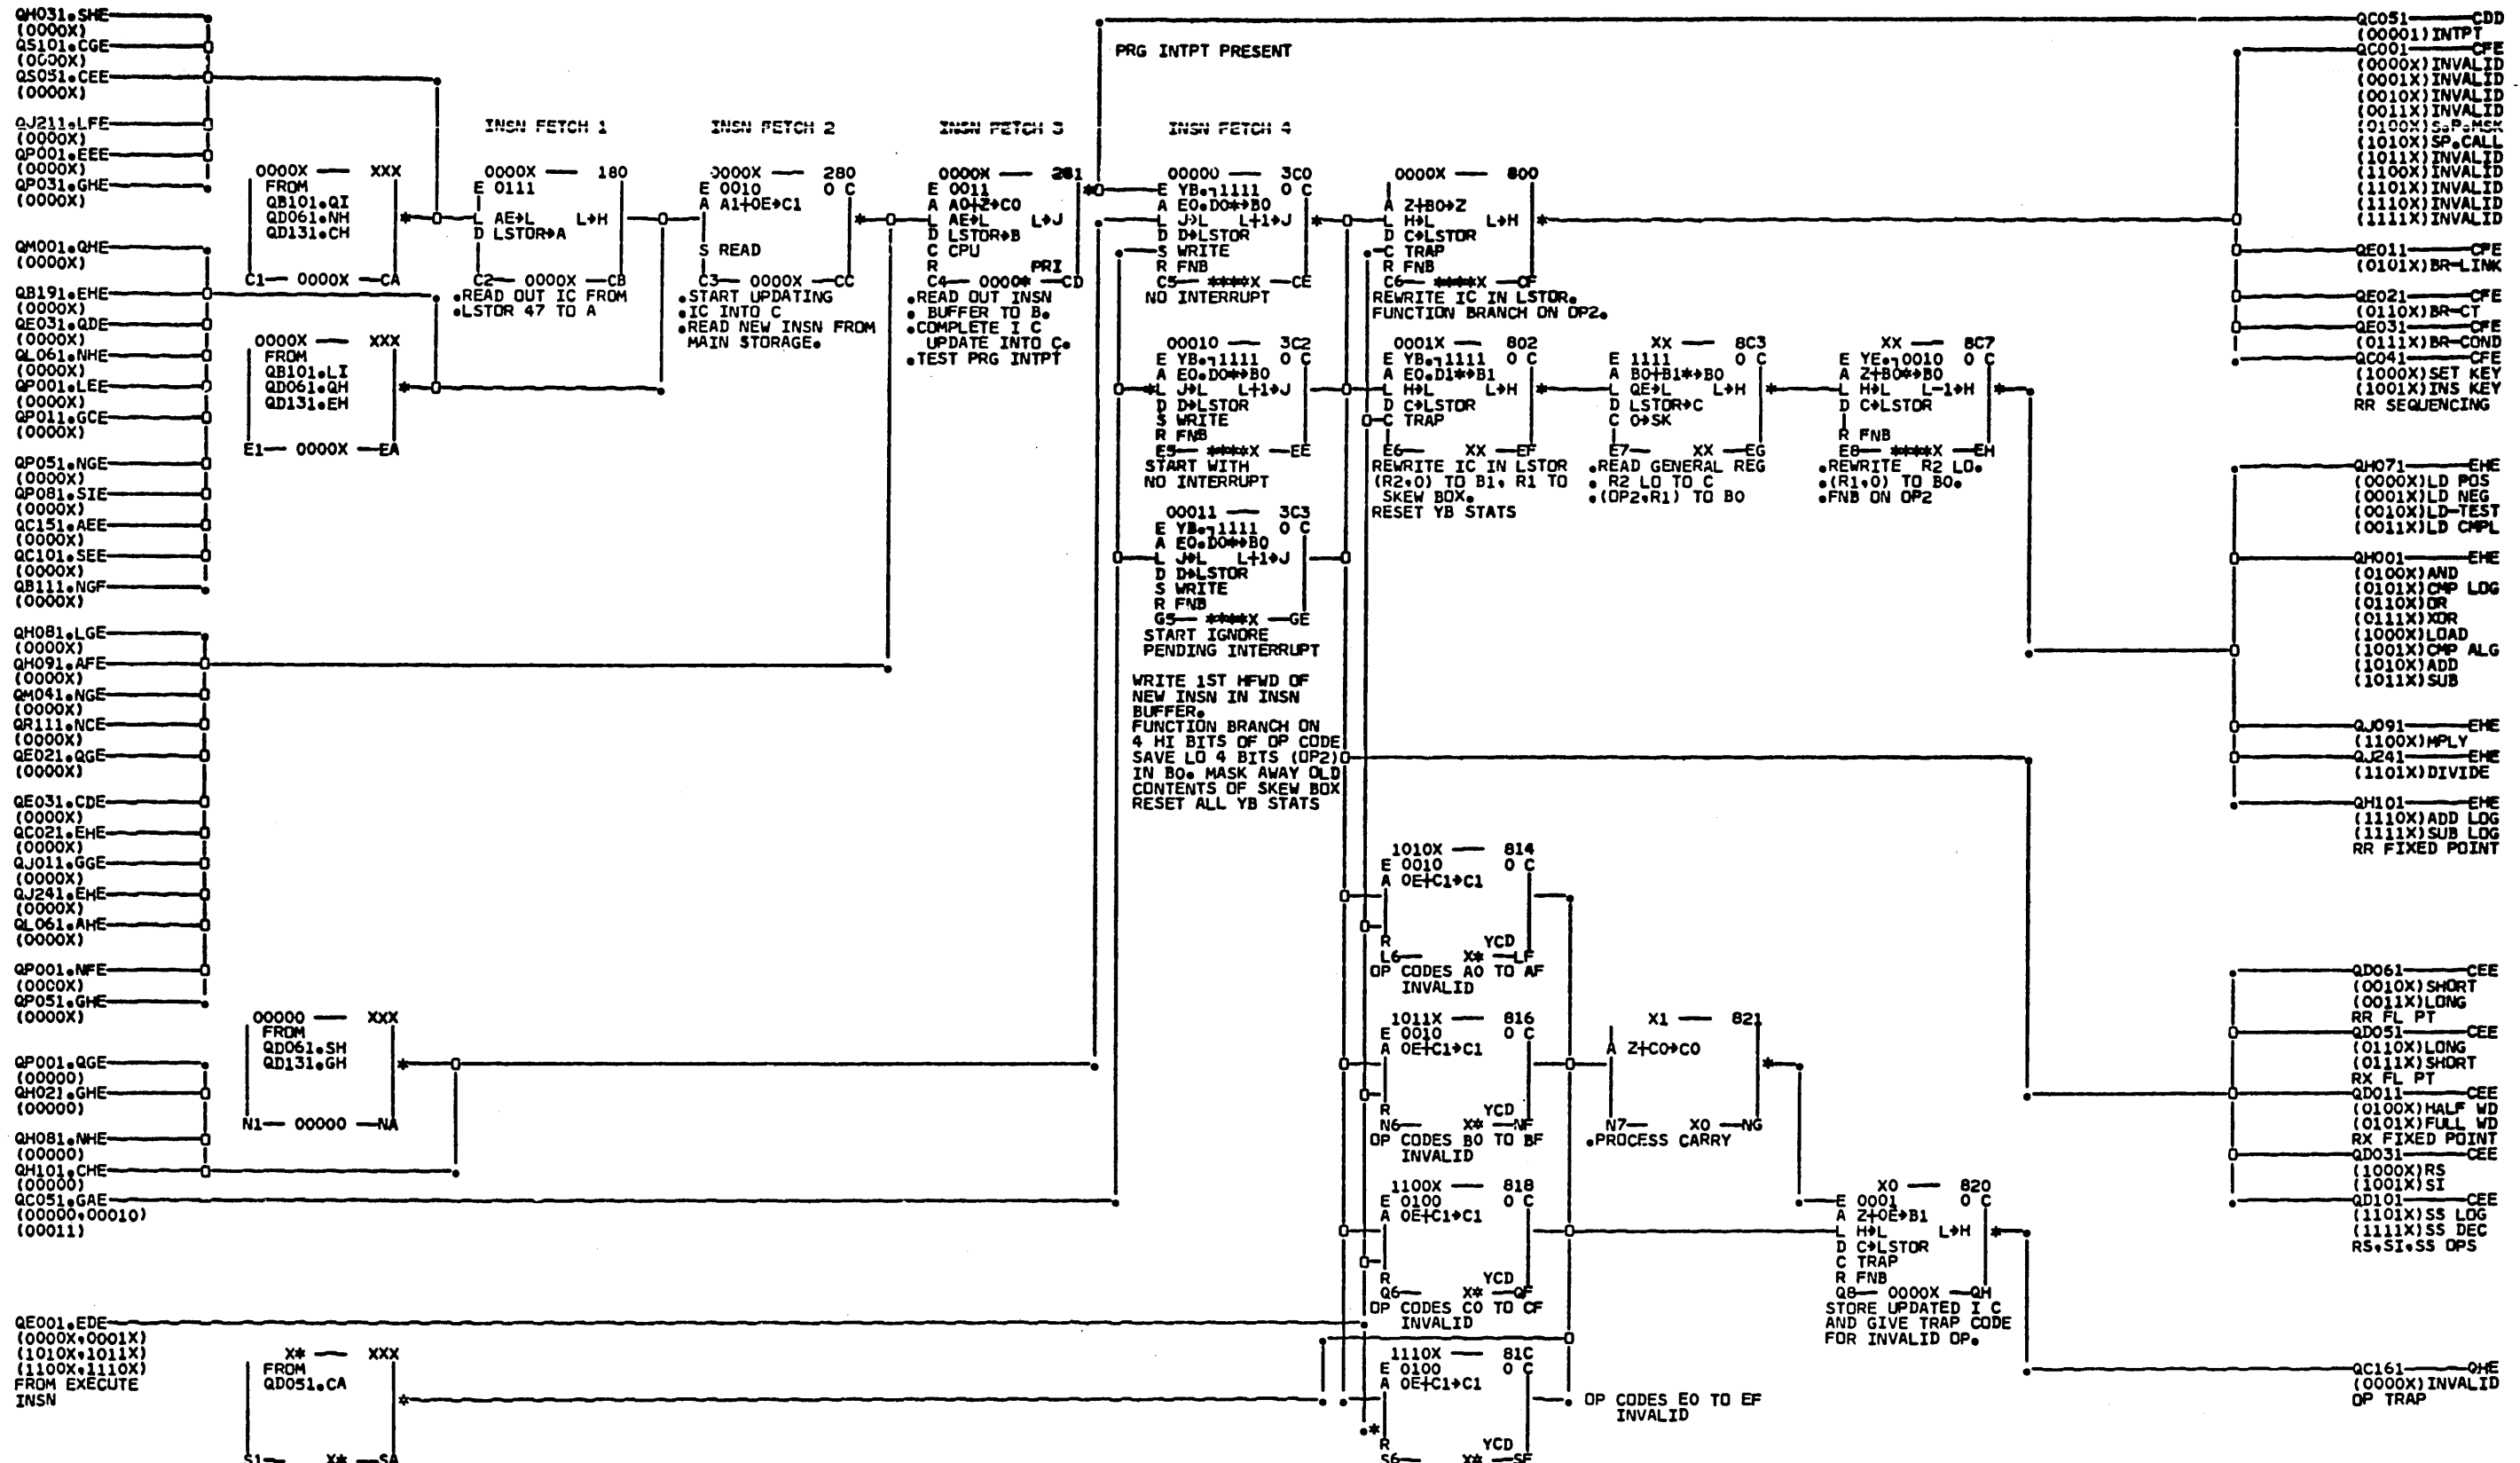 QH031.SHE
(0000X)
QS101.CGE
(0000X)
QS051.CEE
(0000X)
QJ211.LFE
(0000X)
QP001.EEE
(0000X)
QP031.GHE
(0000X)
QM001.QHE
(0000X)
QB191.EHE
(0000X)
QE031.QDE
(0000X)
QL061.NHE
(0000X)
QP001.LEE
(0000X)
QP011.GCE
(0000X)
QP051.NGE
(0000X)
QP081.SIE
(0000X)
QC151.AEE
(0000X)
QC101.SEE
(0000X)
QB111.NGF
(0000X)
QH081.LGE
(0000X)
QH091.AFE
(0000X)
QM041.NGE
(0000X)
QR111.NCE
(0000X)
QE021.QGE
(0000X)
QE031.CDE
(0000X)
QC021.EHE
(0000X)
QJ011.GGE
(0000X)
QJ241.EHE
(0000X)
QL061.AHE
(0000X)
QP001.NFE
(0000X)
QP051.GHE
(0000X)
QP001.QGE
(00000)
QH021.GHE
(00000)
QH081.NHE
(00000)
QH101.CHE
(00000)
QC051.GAE
(00000,00010)
(00011)
QE001.EDE
(0000X,0001X)
(1010X,1011X)
(1100X,1110X)
FROM EXECUTE
INSN
0000X — XXX
FROM
QB101.QI
QD061.NH
QD131.CH
*
C1— 0000X —CA
0000X — XXX
FROM
QB101.LI
QD061.QH
QD131.EH
*
E1— 0000X —EA
00000 — XXX
FROM
QD061.SH
QD131.GH
*
N1— 00000 —NA
X* — XXX
FROM
QD051.CA
*
S1— X* —SA
INSN FETCH 1
0000X — 180
E 0111
L AE→L L→H
D LSTOR→A
C2— 0000X —CB
.READ OUT IC FROM
.LSTOR 47 TO A
INSN FETCH 2
0000X — 280
E 0010 0 C
A A1+0E→C1
S READ
*
C3— 0000X —CC
.START UPDATING
.IC INTO C
.READ NEW INSN FROM
MAIN STORAGE.
INSN FETCH 3
0000X — 281
E 0011
A A0+Z→C0
L AE→L L→J
D LSTOR→B
C CPU
R PRI
*
C4— 0000* —CD
.READ OUT INSN
. BUFFER TO B.
.COMPLETE I C
UPDATE INTO C.
.TEST PRG INTPT
PRG INTPT PRESENT
INSN FETCH 4
00000 — 3C0
E YB.¬1111 0 C
A E0.D0*→B0
L J→L L+1→J
D D→LSTOR
S WRITE
R FNB
*
C5— ****X —CE
NO INTERRUPT
00010 — 3C2
E YB.¬1111 0 C
A E0.D0*→B0
*L J→L L+1→J
D D→LSTOR
S WRITE
R FNB
E5— ****X —EE
START WITH
NO INTERRUPT
00011 — 3C3
E YB.¬1111 0 C
A E0.D0*→B0
L J→L L+1→J
D D→LSTOR
S WRITE
R FNB
G5— ****X —GE
START IGNORE
PENDING INTERRUPT
WRITE 1ST HFWD OF
NEW INSN IN INSN
BUFFER.
FUNCTION BRANCH ON
4 HI BITS OF OP CODE
SAVE LO 4 BITS (OP2)
IN B0. MASK AWAY OLD
CONTENTS OF SKEW BOX
RESET ALL YB STATS
0000X — 800
A Z+B0→Z
L H→L L→H
D C→LSTOR
C TRAP
R FNB
*
C6— ****X —CF
REWRITE IC IN LSTOR.
FUNCTION BRANCH ON OP2.
0001X — 802
E YB.¬1111 0 C
A E0.D1*→B1
L H→L L→H
D C→LSTOR
C TRAP
*
E6— XX —EF
REWRITE IC IN LSTOR
(R2,0) TO B1, R1 TO
SKEW BOX.
RESET YB STATS
XX — 8C3
E 1111 0 C
A B0+B1*→B0
L QE→L L→H
D LSTOR→C
C 0→SK
*
E7— XX —EG
.READ GENERAL REG
. R2 LO TO C
.(OP2,R1) TO B0
XX — 8C7
E YE.¬0010 0 C
A Z+B0*→B0
L H→L L-1→H
D C→LSTOR
R FNB
*
E8— ****X —EH
.REWRITE R2 LO.
.(R1,0) TO B0.
.FNB ON OP2
1010X — 814
E 0010 0 C
A 0E+C1→C1
R YCD
L6— X* —LF
OP CODES A0 TO AF
INVALID
1011X — 816
E 0010 0 C
A 0E+C1→C1
R YCD
N6— X* —NF
OP CODES B0 TO BF
INVALID
1100X — 818
E 0100 0 C
A 0E+C1→C1
R YCD
Q6— X* —QF
OP CODES C0 TO CF
INVALID
1110X — 81C
E 0100 0 C
A 0E+C1→C1
*
R YCD
S6— X* —SF
OP CODES E0 TO EF
INVALID
X1 — 821
A Z+C0→C0
*
N7— X0 —NG
.PROCESS CARRY
X0 — 820
E 0001 0 C
A Z+0E→B1
L H→L L→H
D C→LSTOR
C TRAP
R FNB
*
Q8— 0000X —QH
STORE UPDATED I C
AND GIVE TRAP CODE
FOR INVALID OP.
QC051 CDD
(00001)INTPT
QC001 CFE
(0000X)INVALID
(0001X)INVALID
(0010X)INVALID
(0011X)INVALID
(0100X)S.P.MSK
(1010X)SP.CALL
(1011X)INVALID
(1100X)INVALID
(1101X)INVALID
(1110X)INVALID
(1111X)INVALID
QE011 CFE
(0101X)BR-LINK
QE021 CFE
(0110X)BR-CT
QE031 CFE
(0111X)BR-COND
QC041 CFE
(1000X)SET KEY
(1001X)INS KEY
RR SEQUENCING
QH071 EHE
(0000X)LD POS
(0001X)LD NEG
(0010X)LD-TEST
(0011X)LD CMPL
QH001 EHE
(0100X)AND
(0101X)CMP LOG
(0110X)OR
(0111X)XOR
(1000X)LOAD
(1001X)CMP ALG
(1010X)ADD
(1011X)SUB
QJ091 EHE
(1100X)MPLY
QJ241 EHE
(1101X)DIVIDE
QH101 EHE
(1110X)ADD LOG
(1111X)SUB LOG
RR FIXED POINT
QD061 CEE
(0010X)SHORT
(0011X)LONG
RR FL PT
QD051 CEE
(0110X)LONG
(0111X)SHORT
RX FL PT
QD011 CEE
(0100X)HALF WD
(0101X)FULL WD
RX FIXED POINT
QD031 CEE
(1000X)RS
(1001X)SI
QD101 CEE
(1101X)SS LOG
(1111X)SS DEC
RS,SI,SS OPS
QC161 QHE
(0000X)INVALID
OP TRAP